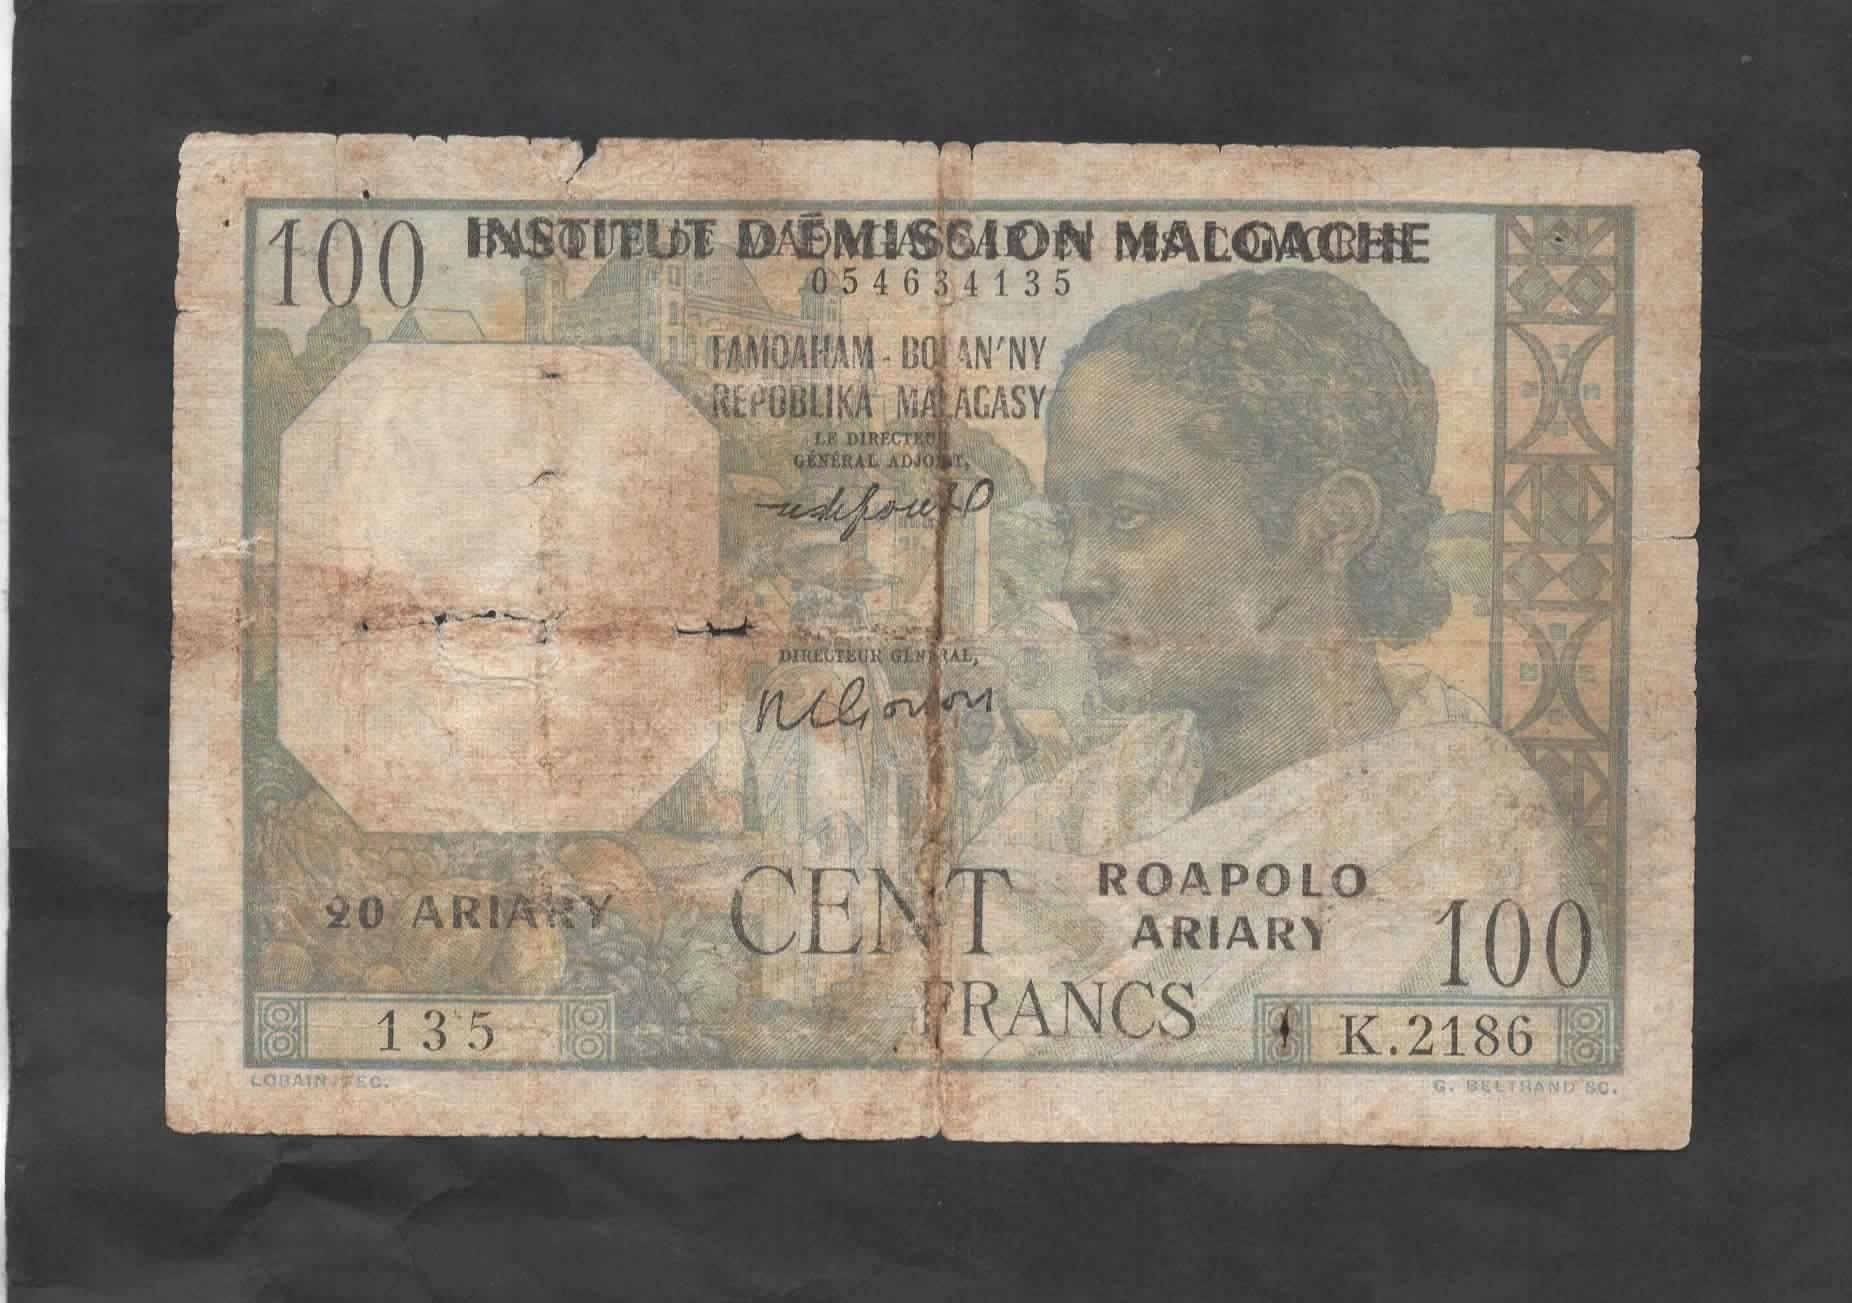 100
INSTITUT D'ÉMISSION MALGACHE
054634135
FAMOAHAM-BOLAN'NY
REPOBLIKA MALAGASY
LE DIRECTEUR
GÉNÉRAL ADJOINT,
DIRECTEUR GÉNÉRAL,
20 ARIARY
CENT
FRANCS
ROAPOLO
ARIARY
100
135
K.2186
LOBAIN FEC.
G. BELTRAND SC.